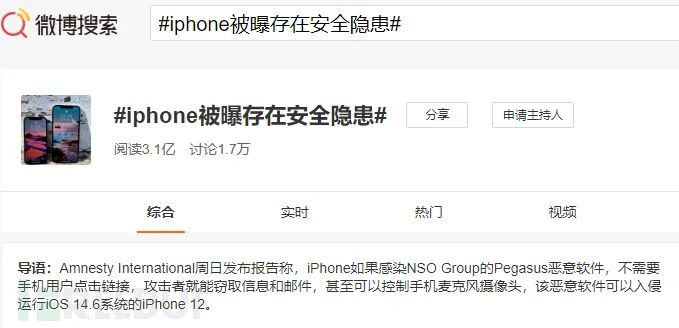 微博搜索
#iphone被曝存在安全隐患#
#iphone被曝存在安全隐患#
分享
申请主持人
阅读3.1亿 讨论1.7万
综合
实时
热门
视频
导语：Amnesty International周日发布报告称，iPhone如果感染NSO Group的Pegasus恶意软件，不需要
手机用户点击链接，攻击者就能窃取信息和邮件，甚至可以控制手机麦克风摄像头，该恶意软件可以入侵
运行iOS 14.6系统的iPhone 12。